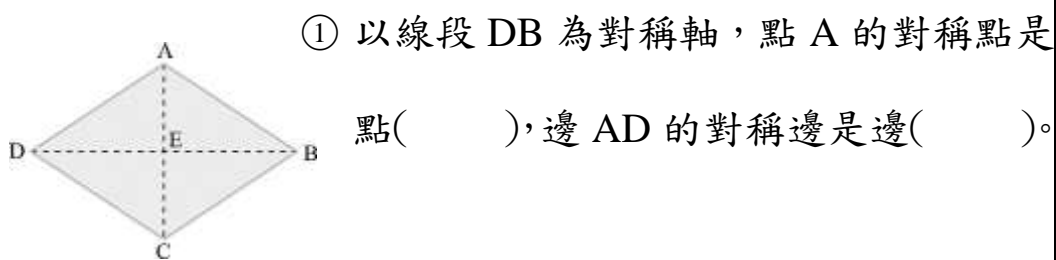 ① 以線段 DB 為對稱軸，點 A 的對稱點是
點(　　)，邊 AD 的對稱邊是邊(　　)。
A
D
E
B
C